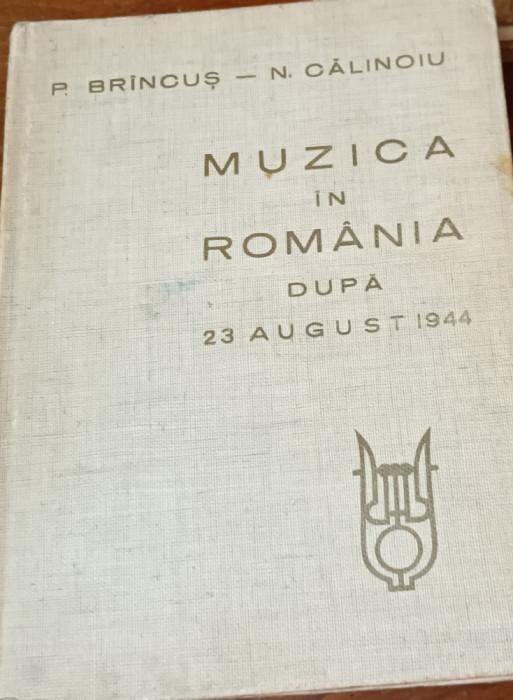 P. BRÎNCUȘ — N. CĂLINOIU
MUZICA
ÎN
ROMÂNIA
DUPĂ
23 AUGUST 1944